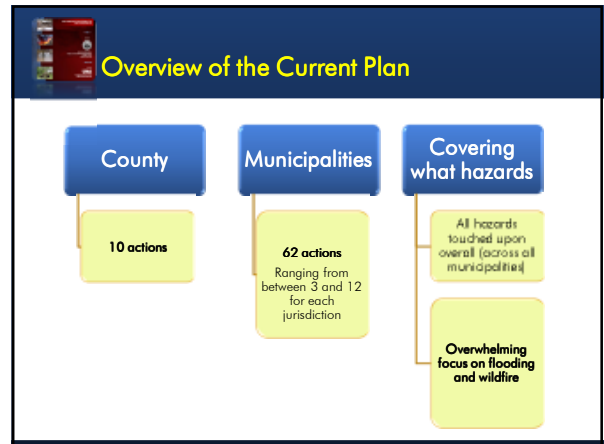 Overview of the Current Plan
County
10 actions
Municipalities
62 actions
Ranging from
between 3 and 12
for each
jurisdiction
Covering
what hazards
All hazards
touched upon
overall (across all
municipalities)
Overwhelming
focus on flooding
and wildfire